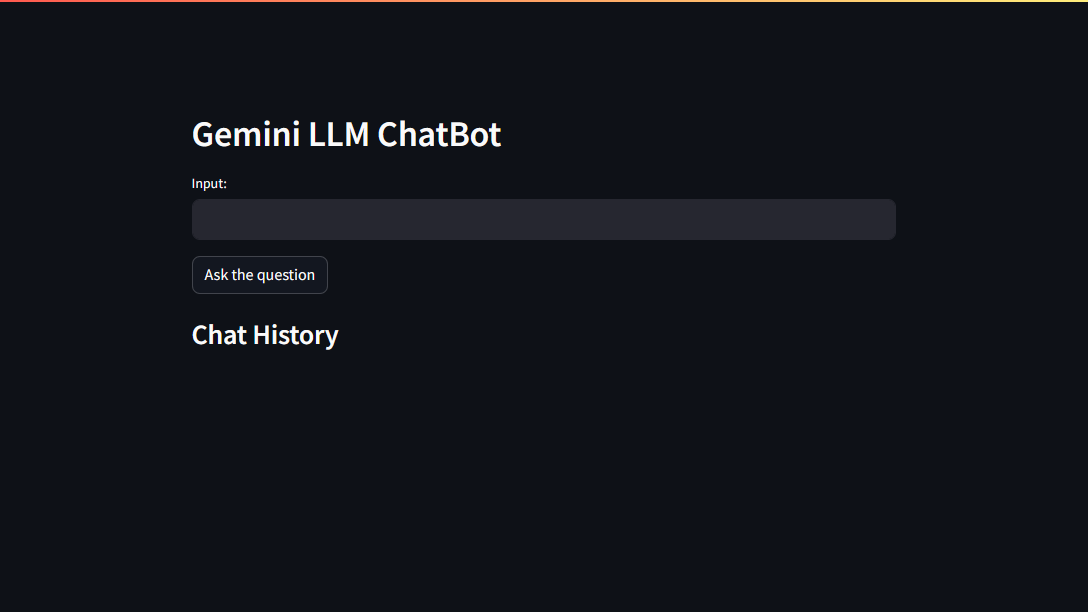 Gemini LLM ChatBot
Input:
Ask the question
Chat History